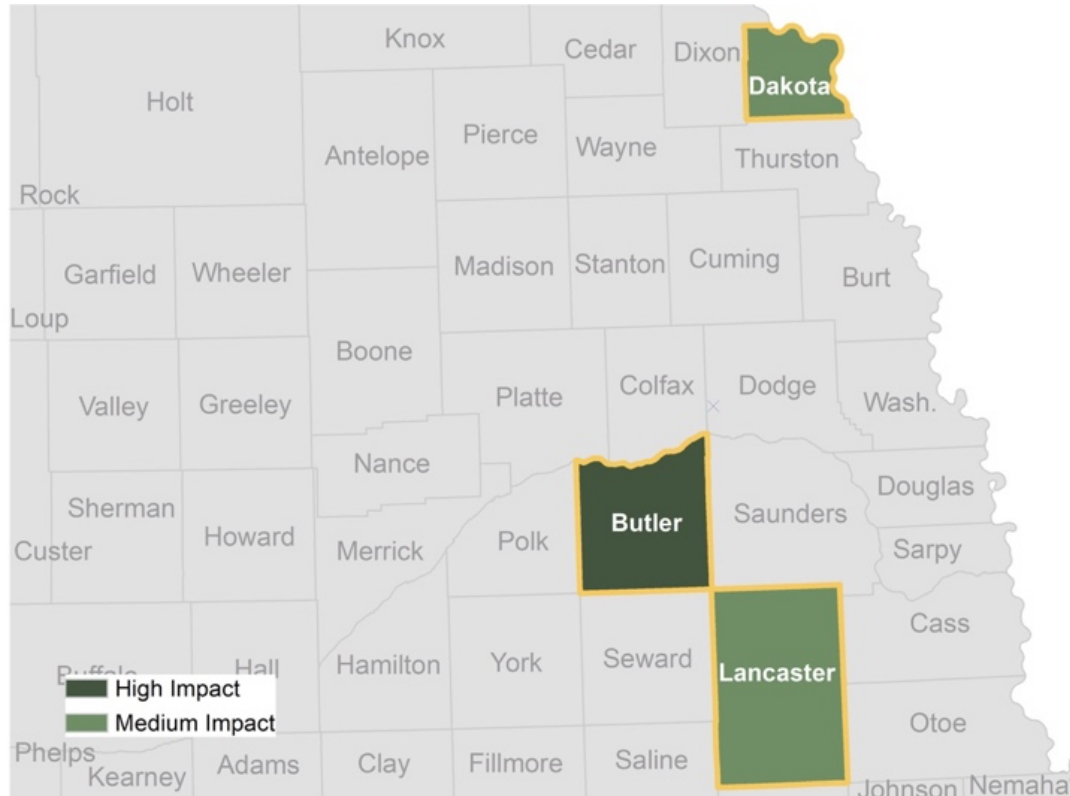 Knox
Cedar
Dixon
Dakota
Holt
Pierce
Wayne
Antelope
Thurston
Rock
Garfield
Wheeler
Madison
Stanton
Cuming
Burt
Loup
Boone
Valley
Greeley
Platte
Colfax
Dodge
Wash.
Nance
Sherman
Howard
Custer
Merrick
Polk
Butler
Saunders
Douglas
Sarpy
Buffalo
Hall
Hamilton
York
Seward
Lancaster
Cass
High Impact
Medium Impact
Otoe
Phelps
Kearney
Adams
Clay
Fillmore
Saline
Johnson
Nemaha